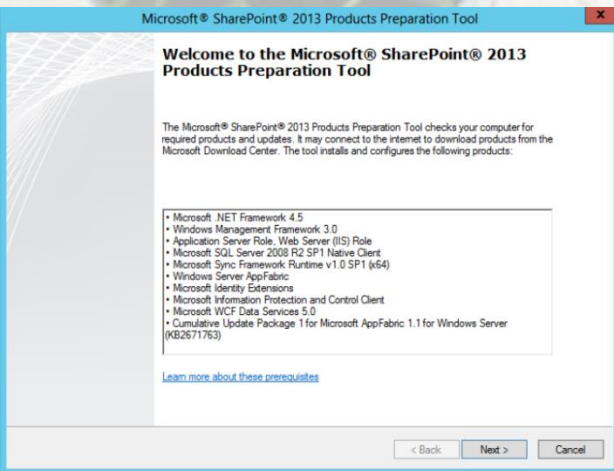 Microsoft® SharePoint® 2013 Products Preparation Tool
x
Welcome to the Microsoft® SharePoint® 2013
Products Preparation Tool
The Microsoft® SharePoint® 2013 Products Preparation Tool checks your computer for
required products and updates. It may connect to the internet to download products from the
Microsoft Download Center. The tool installs and configures the following products:
• Microsoft .NET Framework 4.5
• Windows Management Framework 3.0
• Application Server Role, Web Server (IIS) Role
• Microsoft SQL Server 2008 R2 SP1 Native Client
• Microsoft Sync Framework Runtime v1.0 SP1 (x64)
• Windows Server AppFabric
• Microsoft Identity Extensions
• Microsoft Information Protection and Control Client
• Microsoft WCF Data Services 5.0
• Cumulative Update Package 1 for Microsoft AppFabric 1.1 for Windows Server
(KB2671763)
Learn more about these prerequisites
< Back Next > Cancel